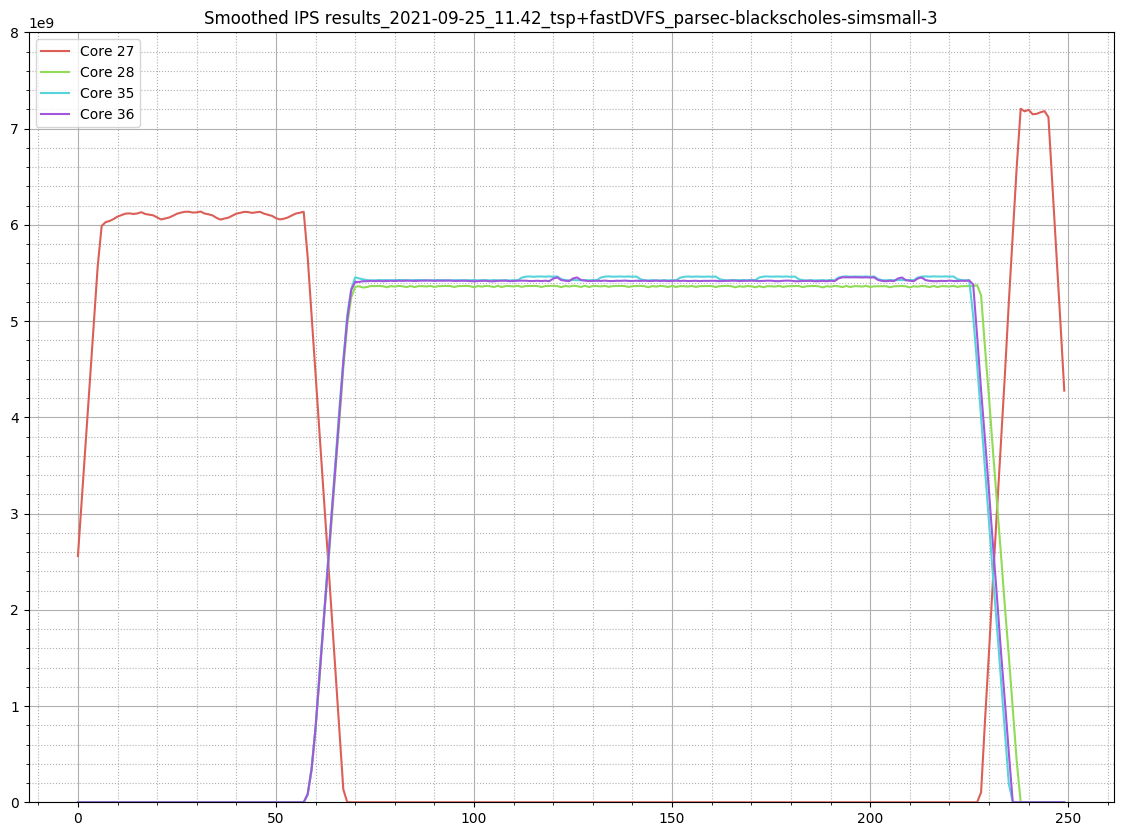 Smoothed IPS results_2021-09-25_11.42_tsp+fastDVFS_parsec-blackscholes-simsmall-3
1e9
8
7
6
5
4
3
2
1
0
Core 27
Core 28
Core 35
Core 36
0 50 100 150 200 250